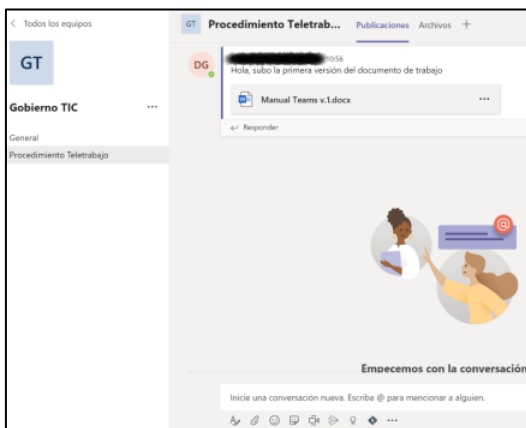 < Todos los equipos
GT
Gobierno TIC
...
General
Procedimiento Teletrabajo
GT Procedimiento Teletrab... Publicaciones Archivos +
DG
10:56
Hola, subo la primera versión del documento de trabajo
Manual Teams v.1.docx ...
Responder
@
Empecemos con la conversación
Inicie una conversación nueva. Escriba @ para mencionar a alguien.
...